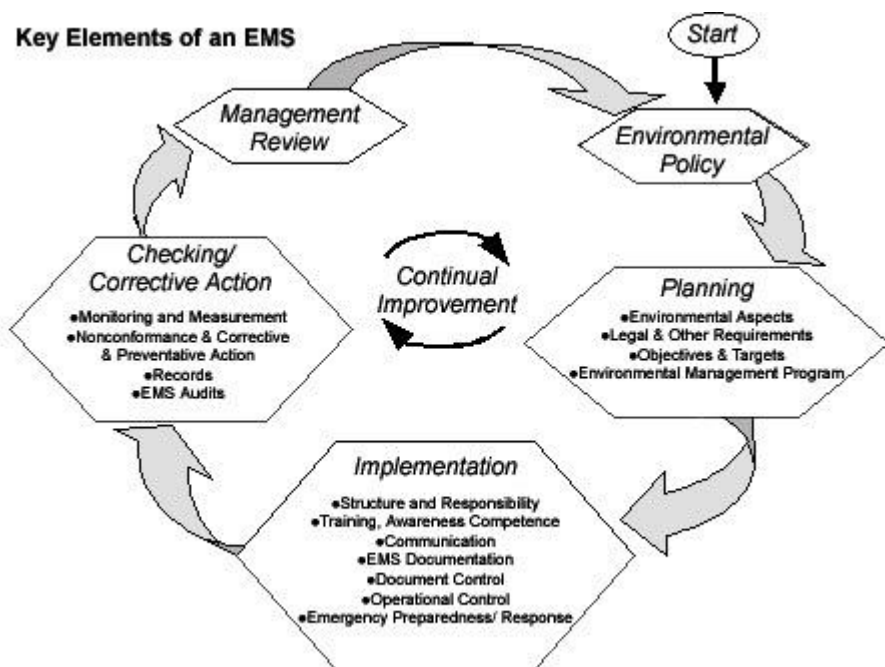 Key Elements of an EMS
Start
Management
Review
Environmental
Policy
Checking/
Corrective Action
●Monitoring and Measurement
●Nonconformance & Corrective
& Preventative Action
●Records
●EMS Audits
Continual
Improvement
Planning
●Environmental Aspects
●Legal & Other Requirements
●Objectives & Targets
●Environmental Management Program
Implementation
●Structure and Responsibility
●Training, Awareness Competence
●Communication
●EMS Documentation
●Document Control
●Operational Control
●Emergency Preparedness/ Response